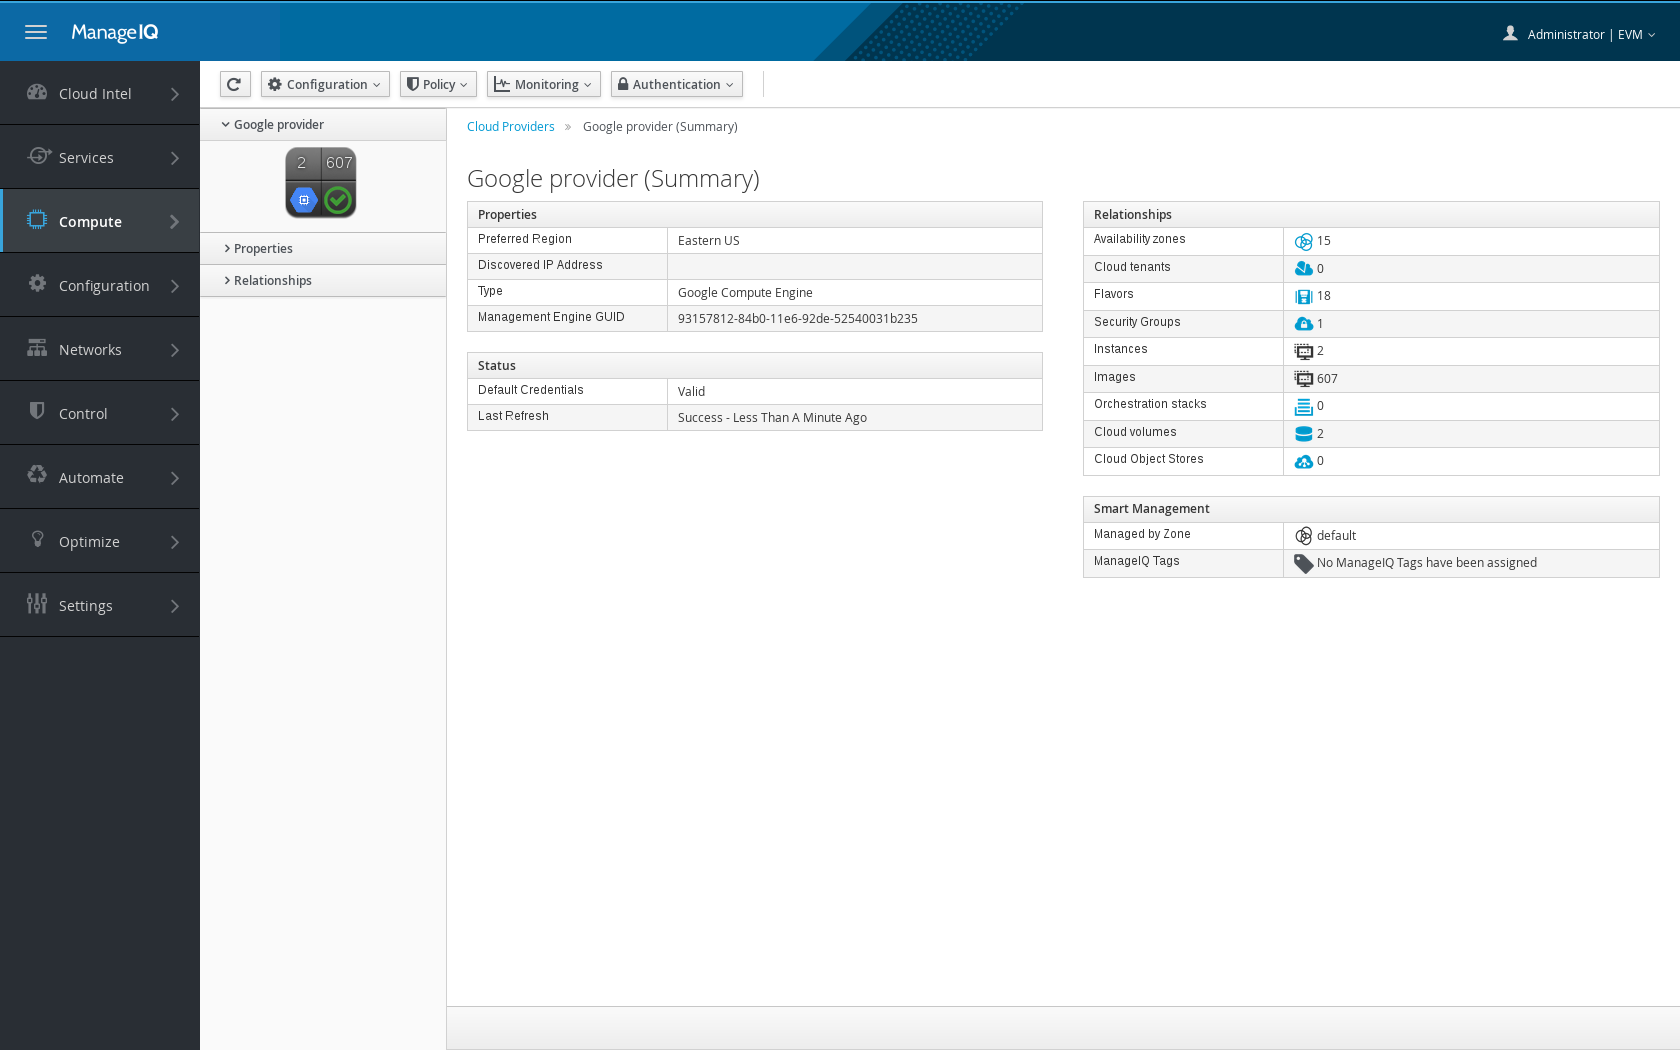 ManageIQ
Administrator | EVM
Cloud Intel
Services
Compute
Configuration
Networks
Control
Automate
Optimize
Settings
Configuration
Policy
Monitoring
Authentication
Google provider
2 607
Properties
Relationships
Cloud Providers » Google provider (Summary)
Google provider (Summary)
Properties
Preferred Region Eastern US
Discovered IP Address
Type Google Compute Engine
Management Engine GUID 93157812-84b0-11e6-92de-52540031b235
Status
Default Credentials Valid
Last Refresh Success - Less Than A Minute Ago
Relationships
Availability zones 15
Cloud tenants 0
Flavors 18
Security Groups 1
Instances 2
Images 607
Orchestration stacks 0
Cloud volumes 2
Cloud Object Stores 0
Smart Management
Managed by Zone default
ManageIQ Tags No ManageIQ Tags have been assigned